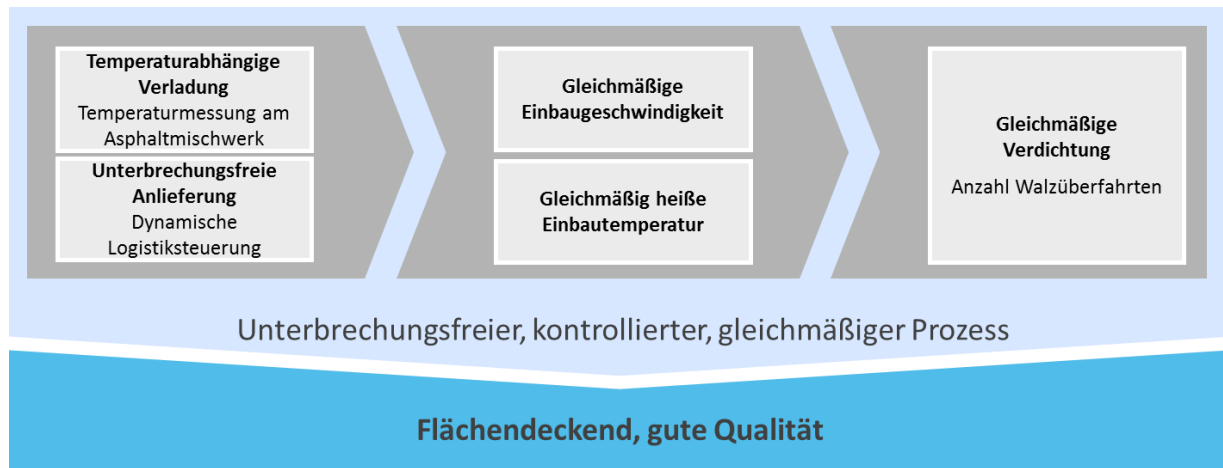 Temperaturabhängige
Verladung
Temperaturmessung am
Asphaltmischwerk
Unterbrechungsfreie
Anlieferung
Dynamische
Logistiksteuerung
Gleichmäßige
Einbaugeschwindigkeit
Gleichmäßig heiße
Einbautemperatur
Gleichmäßige
Verdichtung
Anzahl Walzüberfahrten
Unterbrechungsfreier, kontrollierter, gleichmäßiger Prozess
Flächendeckend, gute Qualität